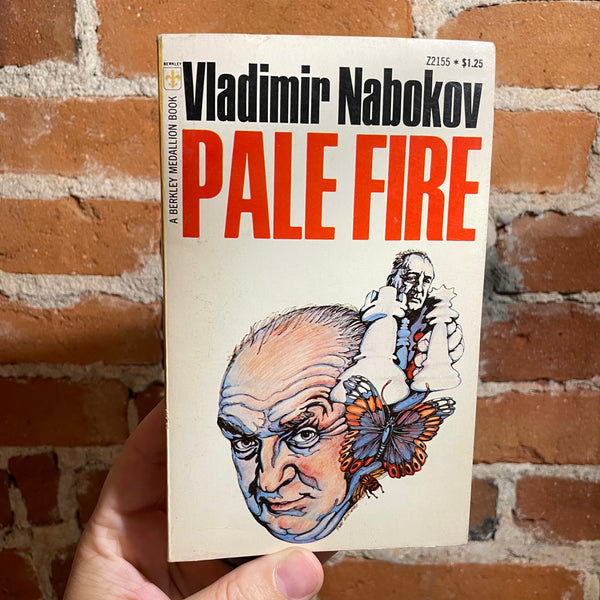 BERKLEY
Z2155 * $1.25
Vladimir Nabokov
PALE FIRE
A BERKLEY MEDALLION BOOK